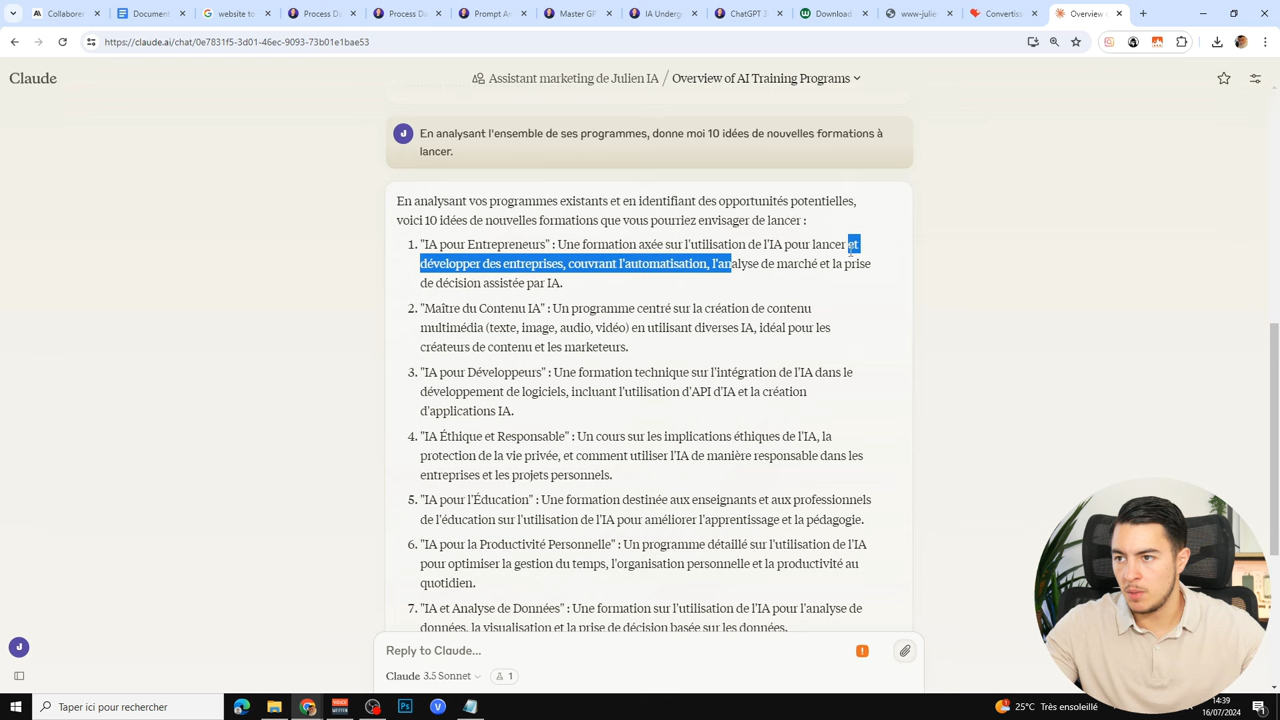 Collaborer
Document
website to
Process Da
Process Da
Prompt An
Master GP
IA Underg
ChatGPT 3
Download
www-julie
Convertiss
Overview o
https://claude.ai/chat/0e7831f5-3d01-46ec-9093-73b01e1bae53
Claude
Assistant marketing de Julien IA / Overview of AI Training Programs
J
En analysant l'ensemble de ses programmes, donne moi 10 idées de nouvelles formations à
lancer.
En analysant vos programmes existants et en identifiant des opportunités potentielles,
voici 10 idées de nouvelles formations que vous pourriez envisager de lancer :
1. "IA pour Entrepreneurs" : Une formation axée sur l'utilisation de l'IA pour lancer et
développer des entreprises, couvrant l'automatisation, l'analyse de marché et la prise
de décision assistée par IA.
2. "Maître du Contenu IA" : Un programme centré sur la création de contenu
multimédia (texte, image, audio, vidéo) en utilisant diverses IA, idéal pour les
créateurs de contenu et les marketeurs.
3. "IA pour Développeurs" : Une formation technique sur l'intégration de l'IA dans le
développement de logiciels, incluant l'utilisation d'API d'IA et la création
d'applications IA.
4. "IA Éthique et Responsable" : Un cours sur les implications éthiques de l'IA, la
protection de la vie privée, et comment utiliser l'IA de manière responsable dans les
entreprises et les projets personnels.
5. "IA pour l'Éducation" : Une formation destinée aux enseignants et aux professionnels
de l'éducation sur l'utilisation de l'IA pour améliorer l'apprentissage et la pédagogie.
6. "IA pour la Productivité Personnelle" : Un programme détaillé sur l'utilisation de l'IA
pour optimiser la gestion du temps, l'organisation personnelle et la productivité au
quotidien.
7. "IA et Analyse de Données" : Une formation sur l'utilisation de l'IA pour l'analyse de
données, la visualisation et la prise de décision basée sur les données.
Reply to Claude...
Claude 3.5 Sonnet
1
J
Taper ici pour rechercher
25°C Très ensoleillé
14:39
16/07/2024